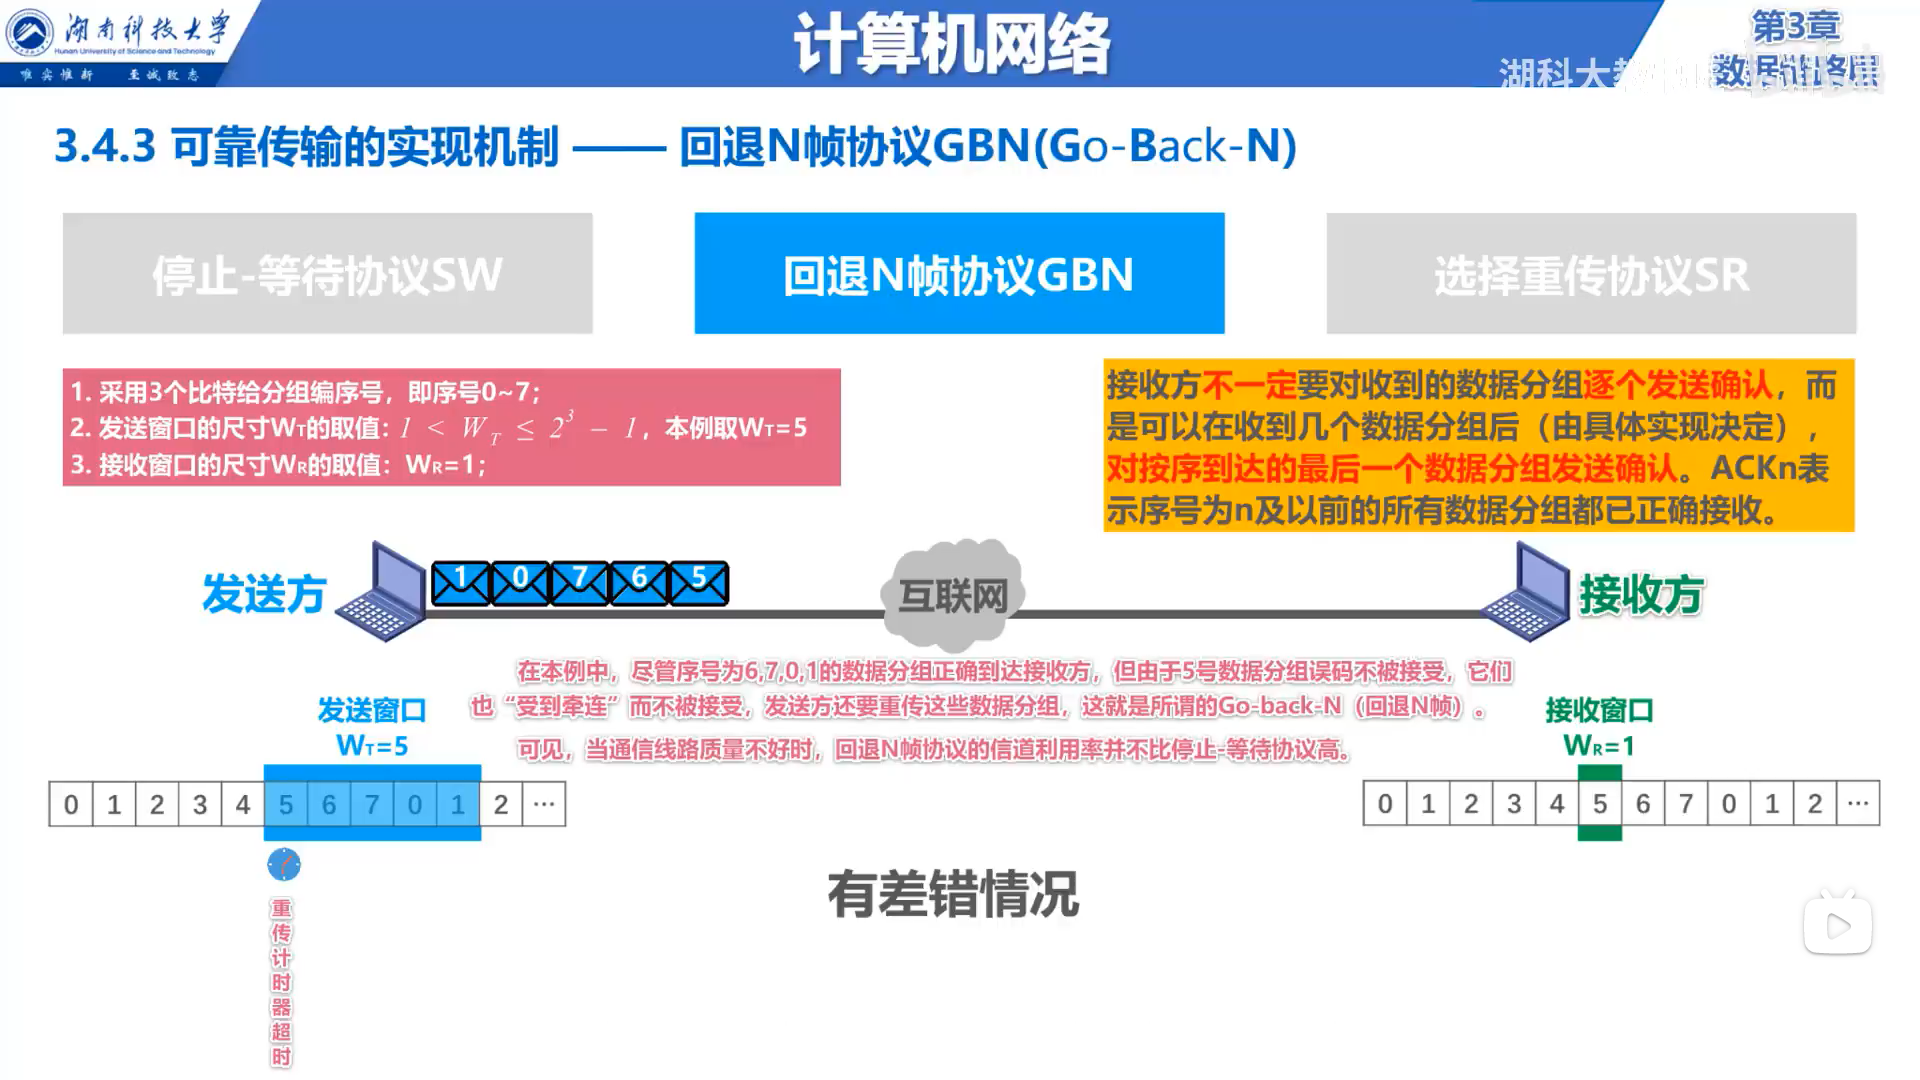 湖南科技大学
Hunan University of Science and Technology
唯实惟新 至诚致志
计算机网络
第3章
数据链路层
湖科大教
3.4.3 可靠传输的实现机制 —— 回退N帧协议GBN(Go-Back-N)
停止-等待协议SW
回退N帧协议GBN
选择重传协议SR
1. 采用3个比特给分组编序号，即序号0~7；
2. 发送窗口的尺寸WT的取值：1 < W_T ≤ 2^3 − 1，本例取WT=5
3. 接收窗口的尺寸WR的取值：WR=1；
接收方不一定要对收到的数据分组逐个发送确认，而
是可以在收到几个数据分组后（由具体实现决定），
对按序到达的最后一个数据分组发送确认。ACKn表
示序号为n及以前的所有数据分组都已正确接收。
发送方
1 0 7 6 5
互联网
接收方
在本例中，尽管序号为6,7,0,1的数据分组正确到达接收方，但由于5号数据分组误码不被接受，它们
也“受到牵连”而不被接受，发送方还要重传这些数据分组，这就是所谓的Go-back-N（回退N帧）。
可见，当通信线路质量不好时，回退N帧协议的信道利用率并不比停止-等待协议高。
发送窗口
WT=5
0 1 2 3 4 5 6 7 0 1 2 ···
接收窗口
WR=1
0 1 2 3 4 5 6 7 0 1 2 ···
重传计时器超时
有差错情况